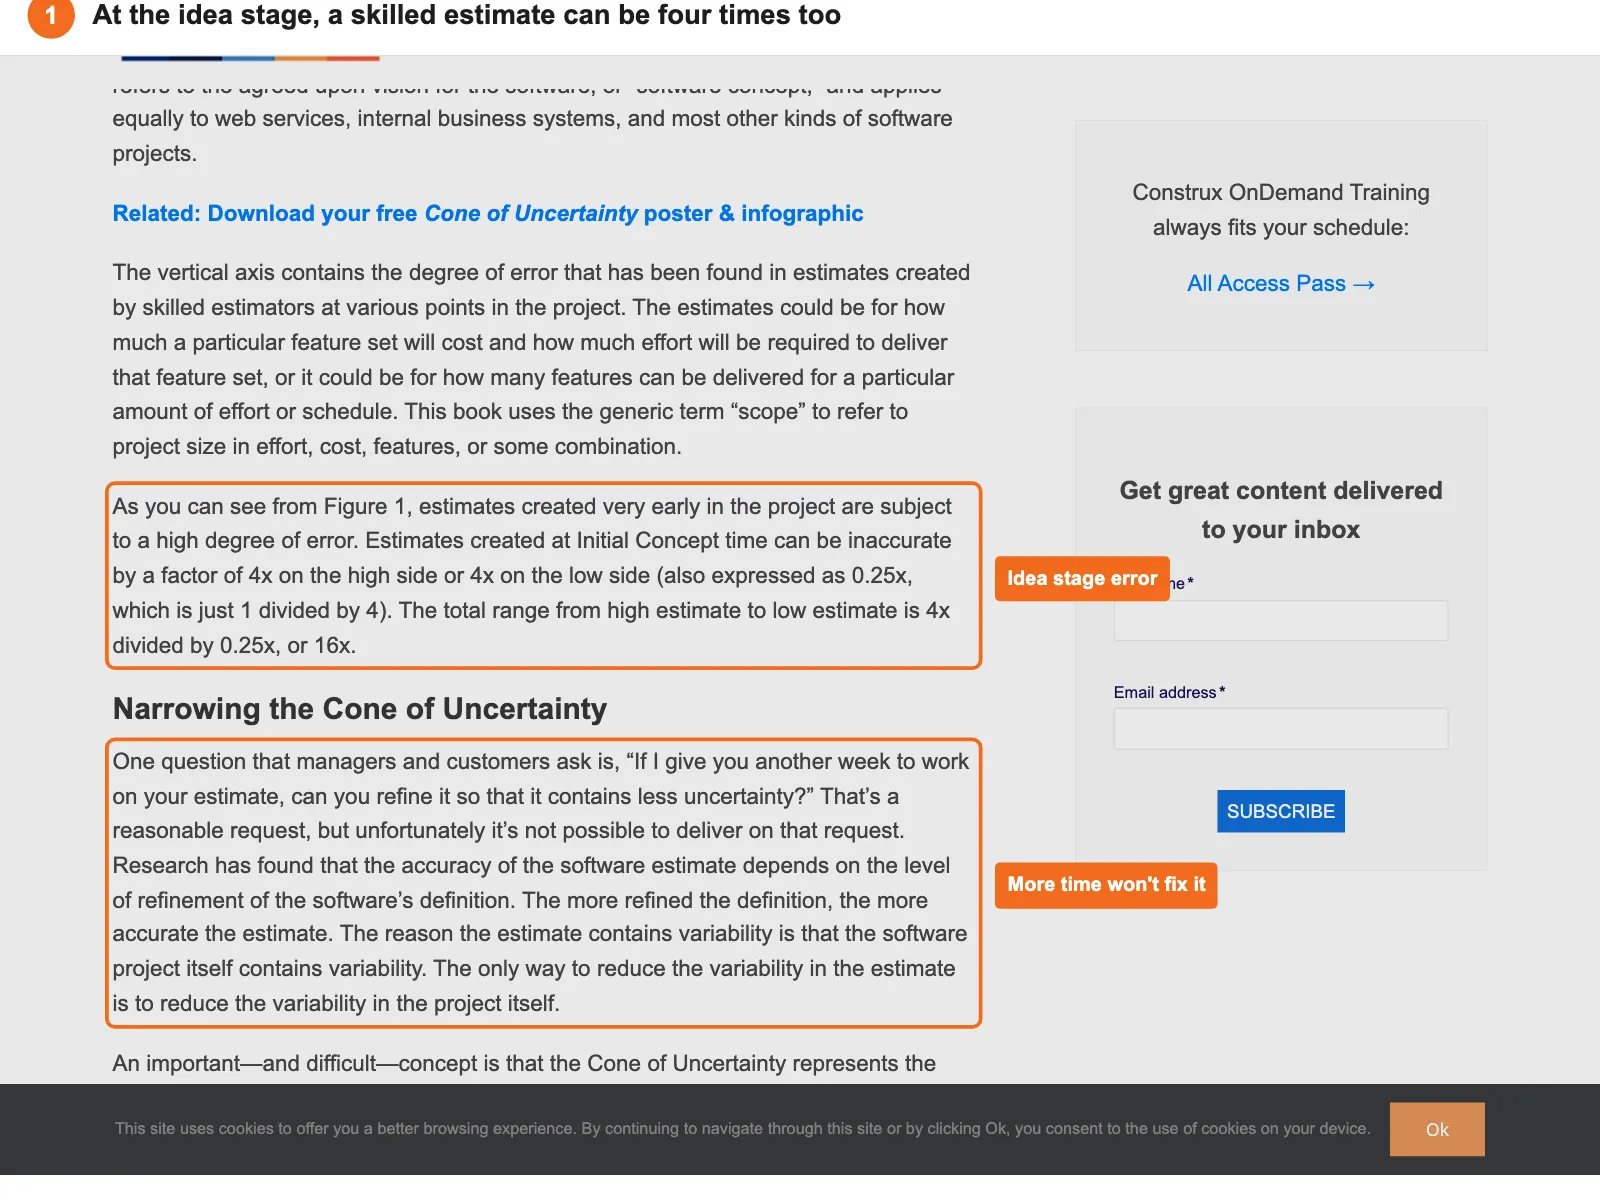 1 At the idea stage, a skilled estimate can be four times too
refers to the agreed upon vision for the software, or “software concept,” and applies
equally to web services, internal business systems, and most other kinds of software
projects.
Related: Download your free Cone of Uncertainty poster & infographic
The vertical axis contains the degree of error that has been found in estimates created
by skilled estimators at various points in the project. The estimates could be for how
much a particular feature set will cost and how much effort will be required to deliver
that feature set, or it could be for how many features can be delivered for a particular
amount of effort or schedule. This book uses the generic term “scope” to refer to
project size in effort, cost, features, or some combination.
As you can see from Figure 1, estimates created very early in the project are subject
to a high degree of error. Estimates created at Initial Concept time can be inaccurate
by a factor of 4x on the high side or 4x on the low side (also expressed as 0.25x,
which is just 1 divided by 4). The total range from high estimate to low estimate is 4x
divided by 0.25x, or 16x.
Idea stage error
Narrowing the Cone of Uncertainty
One question that managers and customers ask is, “If I give you another week to work
on your estimate, can you refine it so that it contains less uncertainty?” That’s a
reasonable request, but unfortunately it’s not possible to deliver on that request.
Research has found that the accuracy of the software estimate depends on the level
of refinement of the software’s definition. The more refined the definition, the more
accurate the estimate. The reason the estimate contains variability is that the software
project itself contains variability. The only way to reduce the variability in the estimate
is to reduce the variability in the project itself.
More time won't fix it
An important—and difficult—concept is that the Cone of Uncertainty represents the
Construx OnDemand Training
always fits your schedule:
All Access Pass →
Get great content delivered
to your inbox
Email address*
SUBSCRIBE
This site uses cookies to offer you a better browsing experience. By continuing to navigate through this site or by clicking Ok, you consent to the use of cookies on your device.
Ok